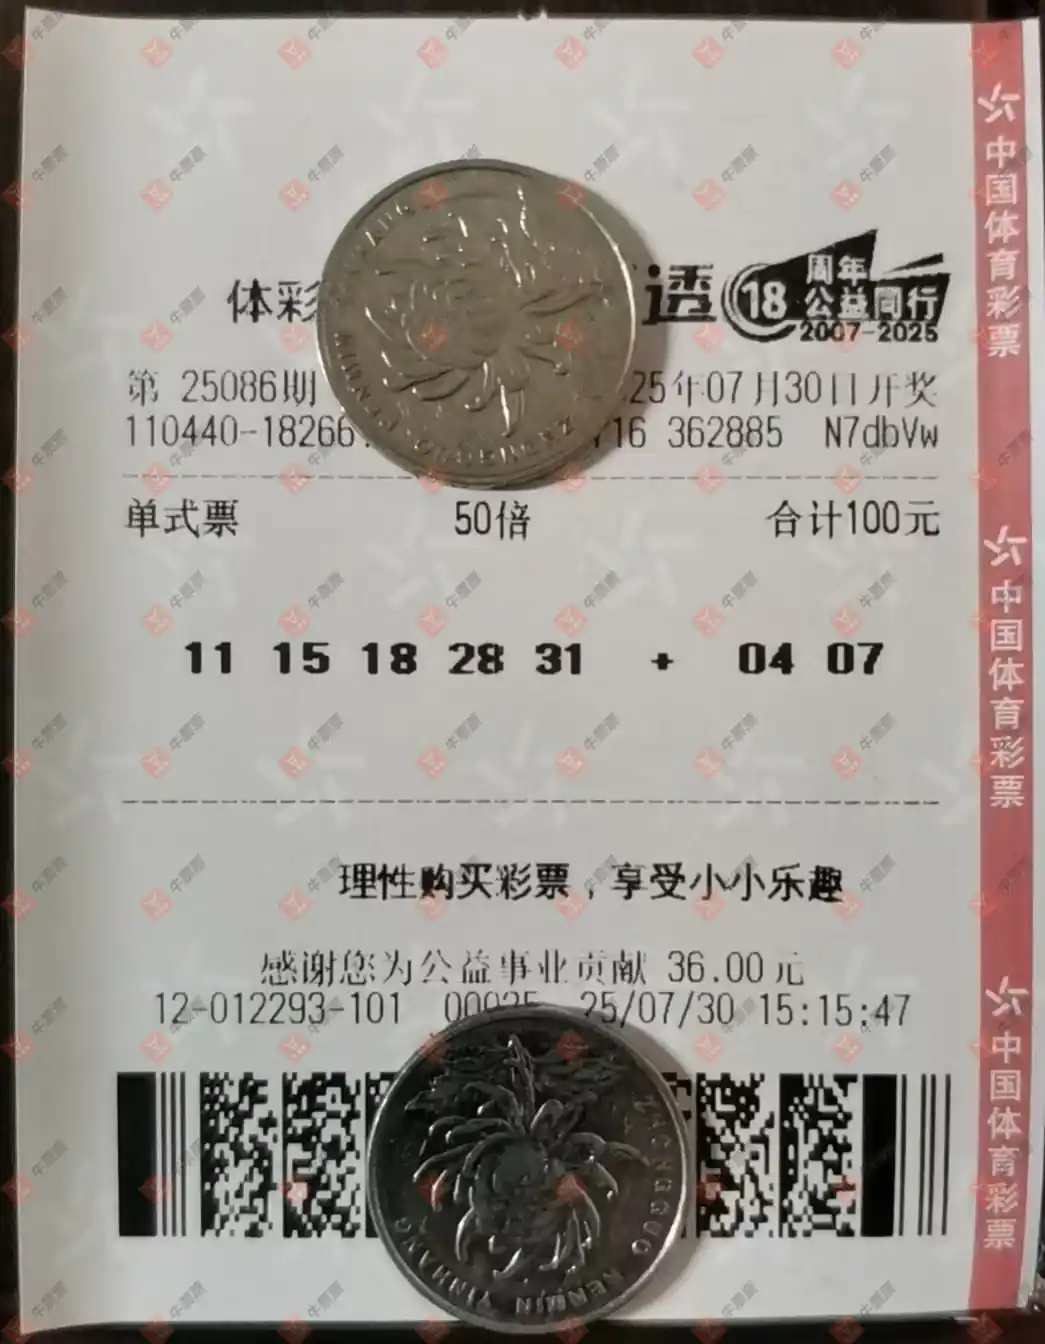 体彩 透 18 周年
公益同行
2007-2025
第 25086期 25年07月30日开奖
110440-18266 16 362885 N7dbVw
单式票 50倍 合计100元
11 15 18 28 31 + 04 07
理性购买彩票，享受小小乐趣
感谢您为公益事业贡献 36.00元
12-012293-101 25/07/30 15:15:47
中国体育彩票
中国体育彩票
中国体育彩票
ZHONGGUO RENMIN YINHANG